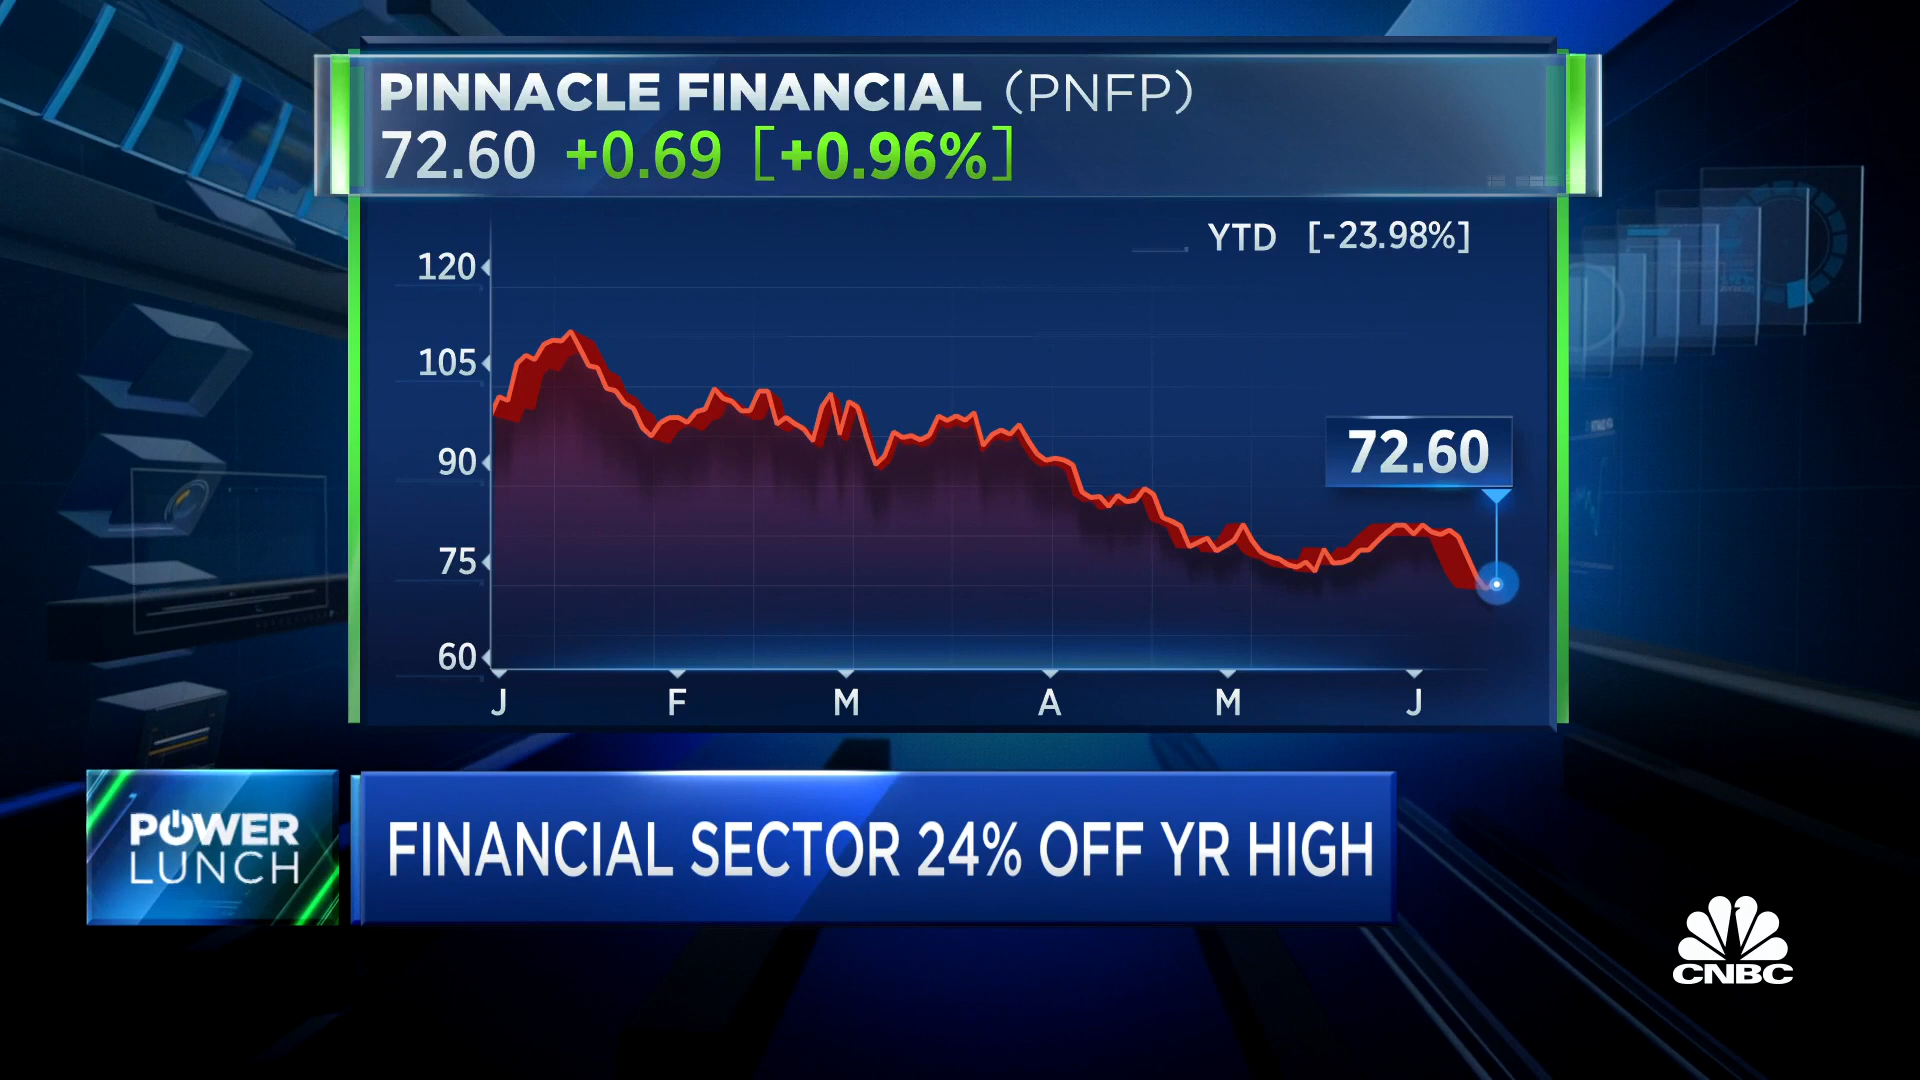 PINNACLE FINANCIAL (PNFP)
72.60 +0.69 [+0.96%]
YTD [-23.98%]
120
105
90
75
60
72.60
J F M A M J
POWER
LUNCH
FINANCIAL SECTOR 24% OFF YR HIGH
CNBC